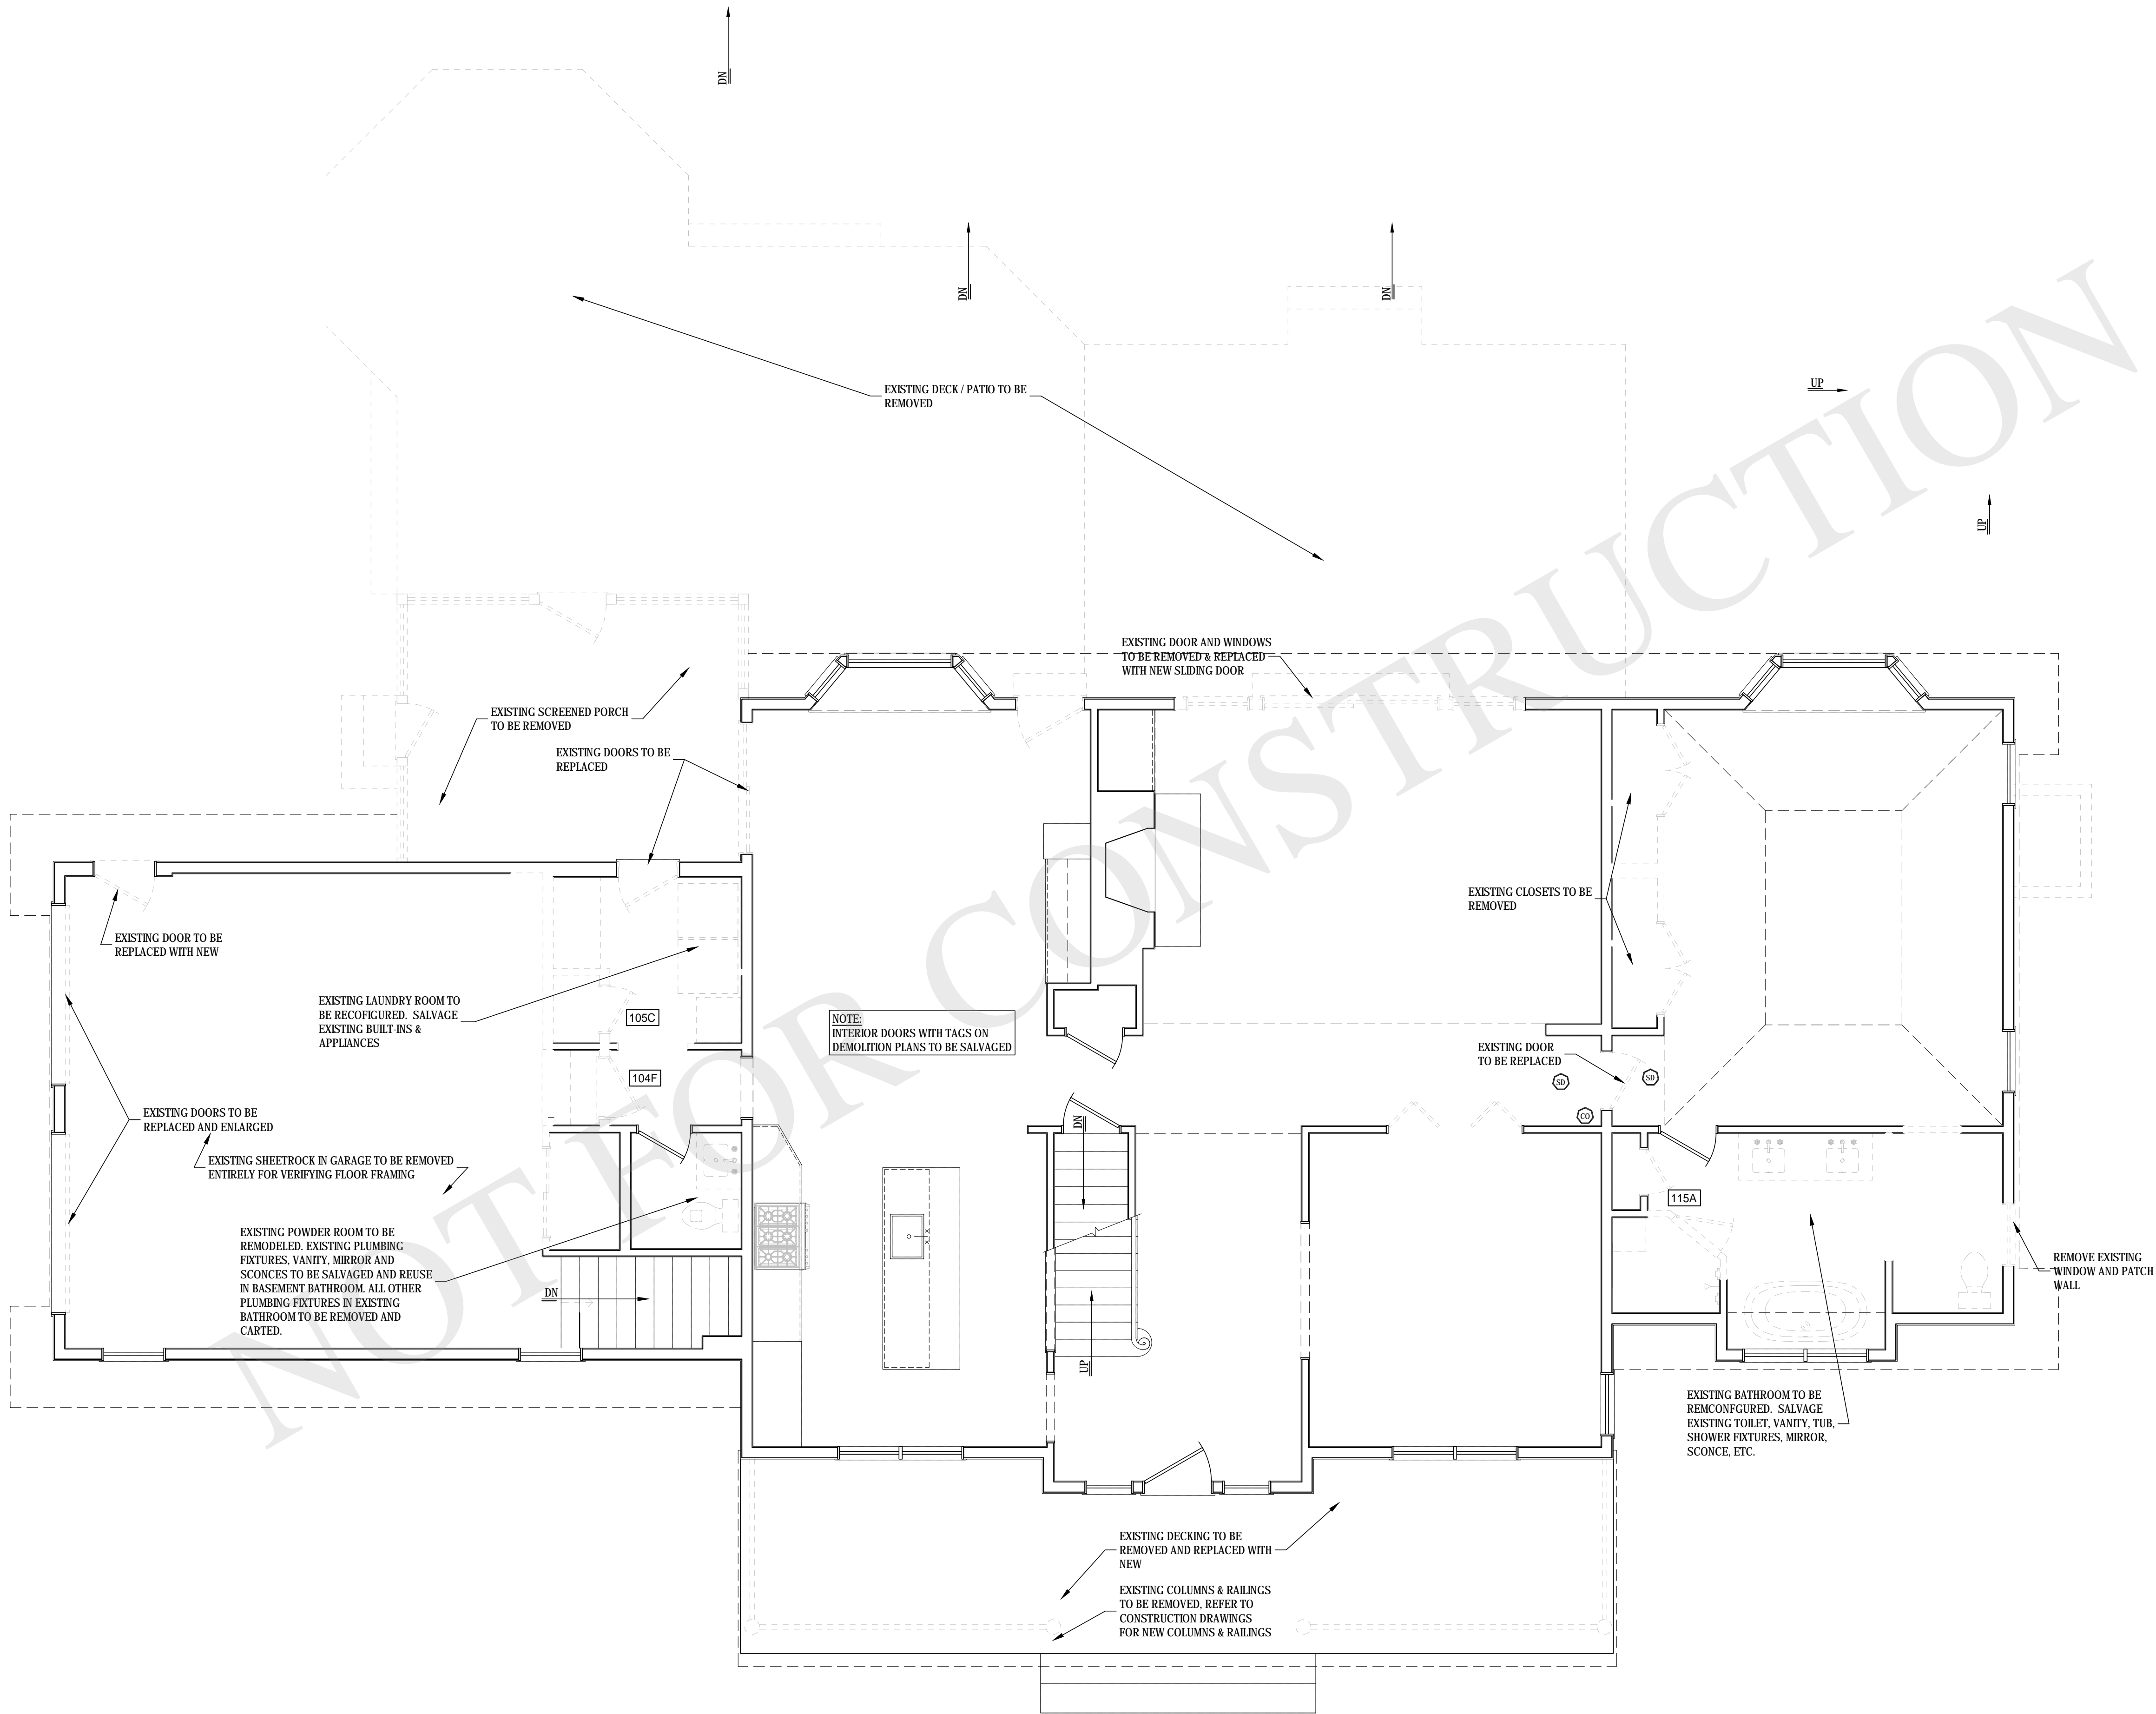 DN
DN
DN
EXISTING DECK / PATIO TO BE
REMOVED
UP
UP
EXISTING DOOR AND WINDOWS
TO BE REMOVED & REPLACED
WITH NEW SLIDING DOOR
EXISTING SCREENED PORCH
TO BE REMOVED
EXISTING DOORS TO BE
REPLACED
EXISTING CLOSETS TO BE
REMOVED
EXISTING DOOR TO BE
REPLACED WITH NEW
EXISTING LAUNDRY ROOM TO
BE RECOFIGURED. SALVAGE
EXISTING BUILT-INS &
APPLIANCES
105C
NOTE:
INTERIOR DOORS WITH TAGS ON
DEMOLITION PLANS TO BE SALVAGED
EXISTING DOOR
TO BE REPLACED
SD
SD
CO
104F
EXISTING DOORS TO BE
REPLACED AND ENLARGED
DN
EXISTING SHEETROCK IN GARAGE TO BE REMOVED
ENTIRELY FOR VERIFYING FLOOR FRAMING
115A
EXISTING POWDER ROOM TO BE
REMODELED. EXISTING PLUMBING
FIXTURES, VANITY, MIRROR AND
SCONCES TO BE SALVAGED AND REUSE
IN BASEMENT BATHROOM. ALL OTHER
PLUMBING FIXTURES IN EXISTING
BATHROOM TO BE REMOVED AND
CARTED.
DN
REMOVE EXISTING
WINDOW AND PATCH
WALL
UP
EXISTING BATHROOM TO BE
REMCONFGURED. SALVAGE
EXISTING TOILET, VANITY, TUB,
SHOWER FIXTURES, MIRROR,
SCONCE, ETC.
EXISTING DECKING TO BE
REMOVED AND REPLACED WITH
NEW
EXISTING COLUMNS & RAILINGS
TO BE REMOVED, REFER TO
CONSTRUCTION DRAWINGS
FOR NEW COLUMNS & RAILINGS
NOT FOR CONSTRUCTION